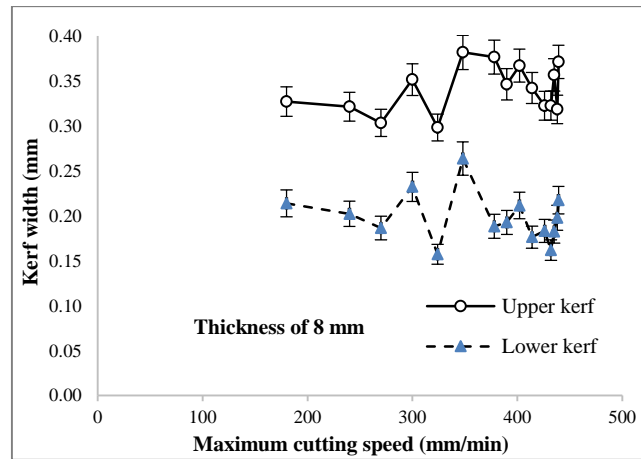 0.40
0.35
0.30
0.25
0.20
0.15
0.10
0.05
0.00
Kerf width (mm
Thickness of 8 mm
Upper kerf
Lower kerf
0 100 200 300 400 500
Maximum cutting speed (mm/min)